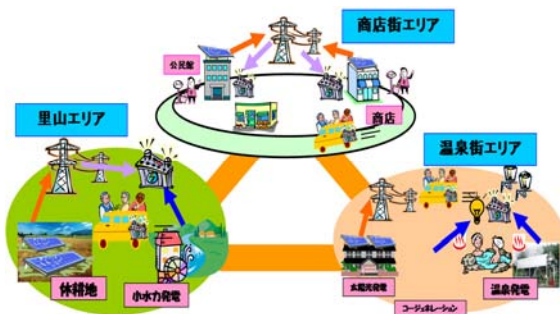 商店街エリア
公民館
商店
里山エリア
休耕地
小水力発電
温泉街エリア
太陽光発電
温泉発電
コージェネレーション